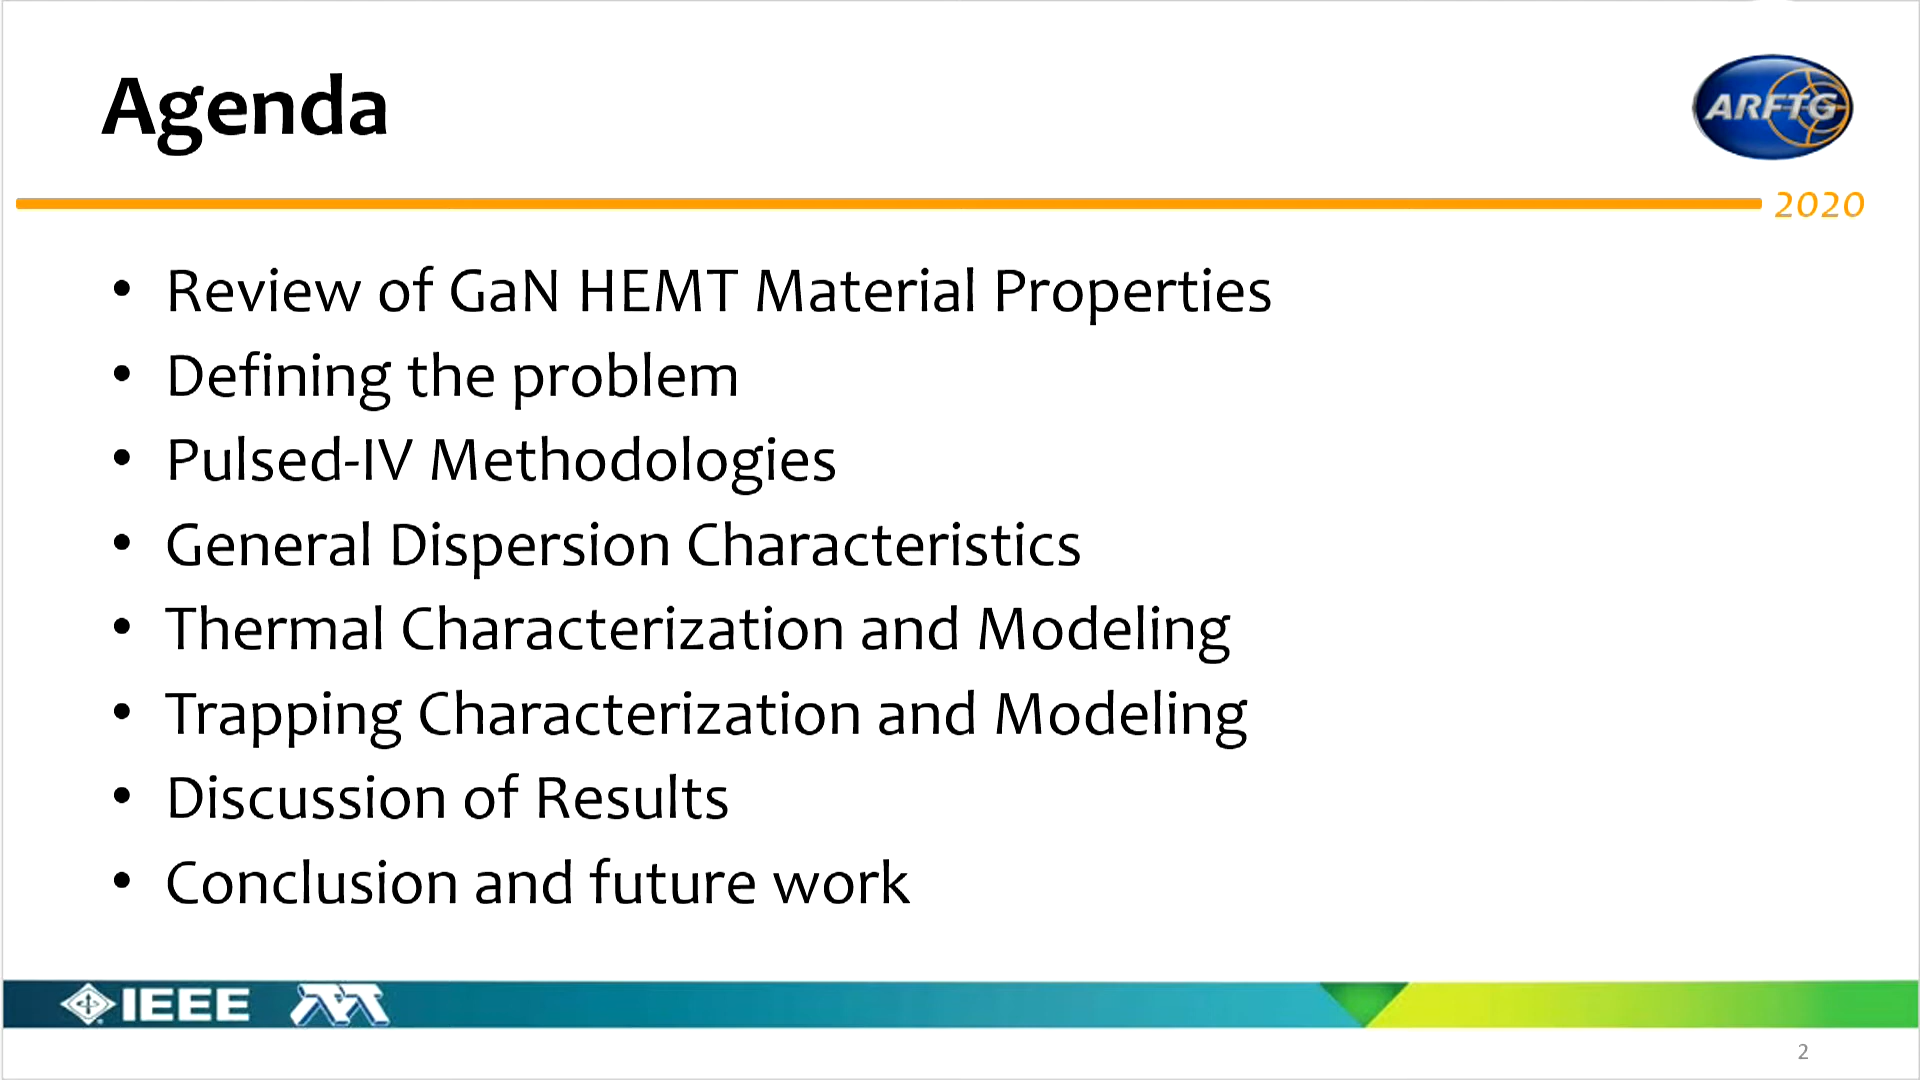 Agenda
ARFTG
2020
• Review of GaN HEMT Material Properties
• Defining the problem
• Pulsed-IV Methodologies
• General Dispersion Characteristics
• Thermal Characterization and Modeling
• Trapping Characterization and Modeling
• Discussion of Results
• Conclusion and future work
IEEE
2